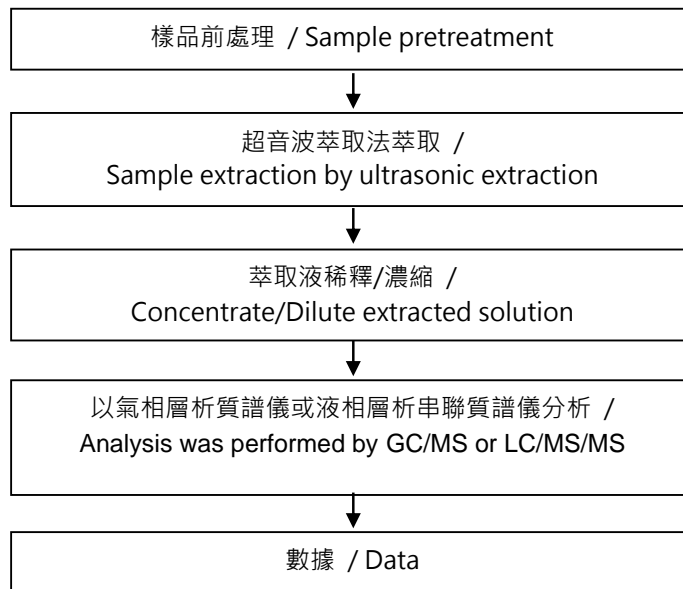 樣品前處理 / Sample pretreatment
超音波萃取法萃取 /
Sample extraction by ultrasonic extraction
萃取液稀釋/濃縮 /
Concentrate/Dilute extracted solution
以氣相層析質譜儀或液相層析串聯質譜儀分析 /
Analysis was performed by GC/MS or LC/MS/MS
數據 / Data